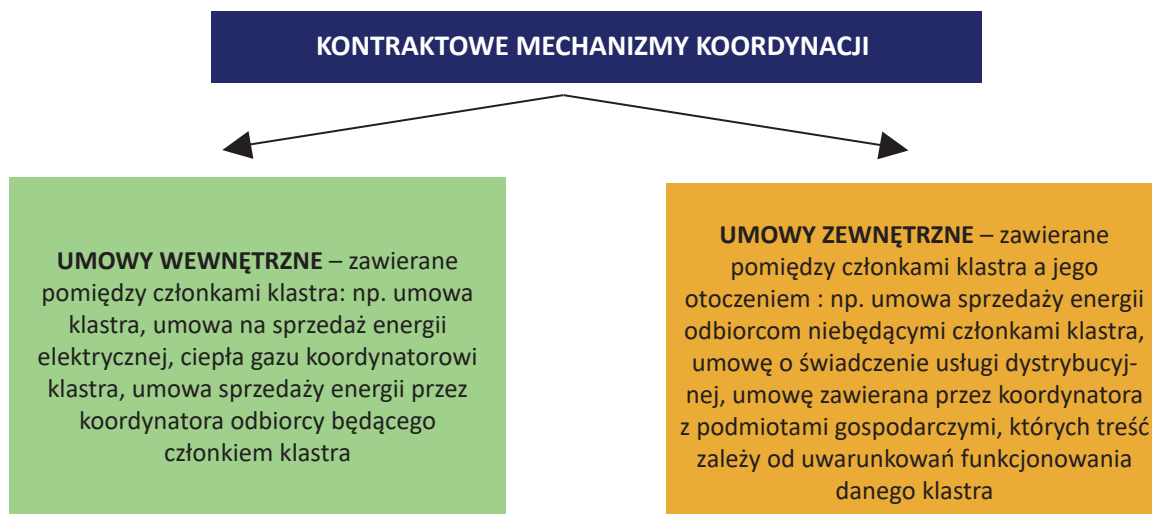 KONTRAKTOWE MECHANIZMY KOORDYNACJI
UMOWY WEWNĘTRZNE – zawierane
pomiędzy członkami klastra: np. umowa
klastra, umowa na sprzedaż energii
elektrycznej, ciepła gazu koordynatorowi
klastra, umowa sprzedaży energii przez
koordynatora odbiorcy będącego
członkiem klastra
UMOWY ZEWNĘTRZNE – zawierane
pomiędzy członkami klastra a jego
otoczeniem : np. umowa sprzedaży energii
odbiorcom niebędącymi członkami klastra,
umowę o świadczenie usługi dystrybucyj-
nej, umowę zawierana przez koordynatora
z podmiotami gospodarczymi, których treść
zależy od uwarunkowań funkcjonowania
danego klastra